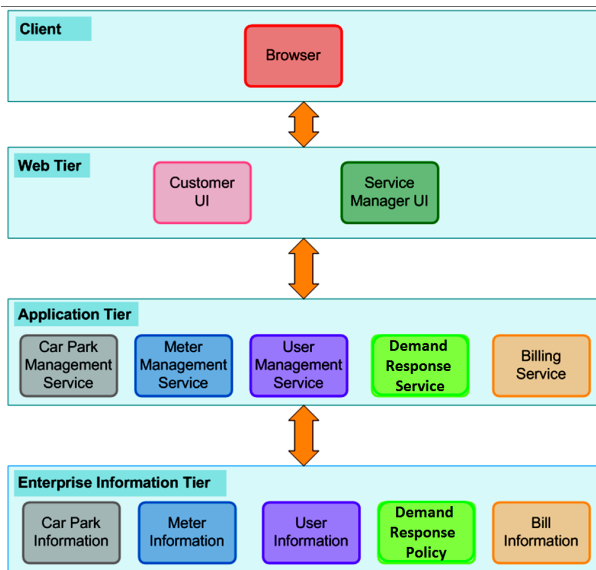 Client
Browser
Web Tier
Customer
UI
Service
Manager UI
Application Tier
Car Park
Management
Service
Meter
Management
Service
User
Management
Service
Demand
Response
Service
Billing
Service
Enterprise Information Tier
Car Park
Information
Meter
Information
User
Information
Demand
Response
Policy
Bill
Information